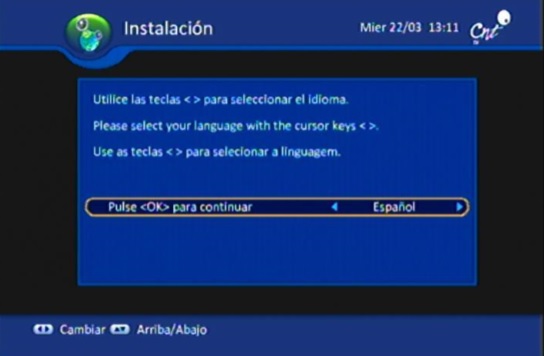 Instalación
Mier 22/03 13:11
Cnt
Utilice las teclas < > para seleccionar el idioma.
Please select your language with the cursor keys < >.
Use as teclas < > para selecionar a linguagem.
Pulse <OK> para continuar Español
Cambiar Arriba/Abajo